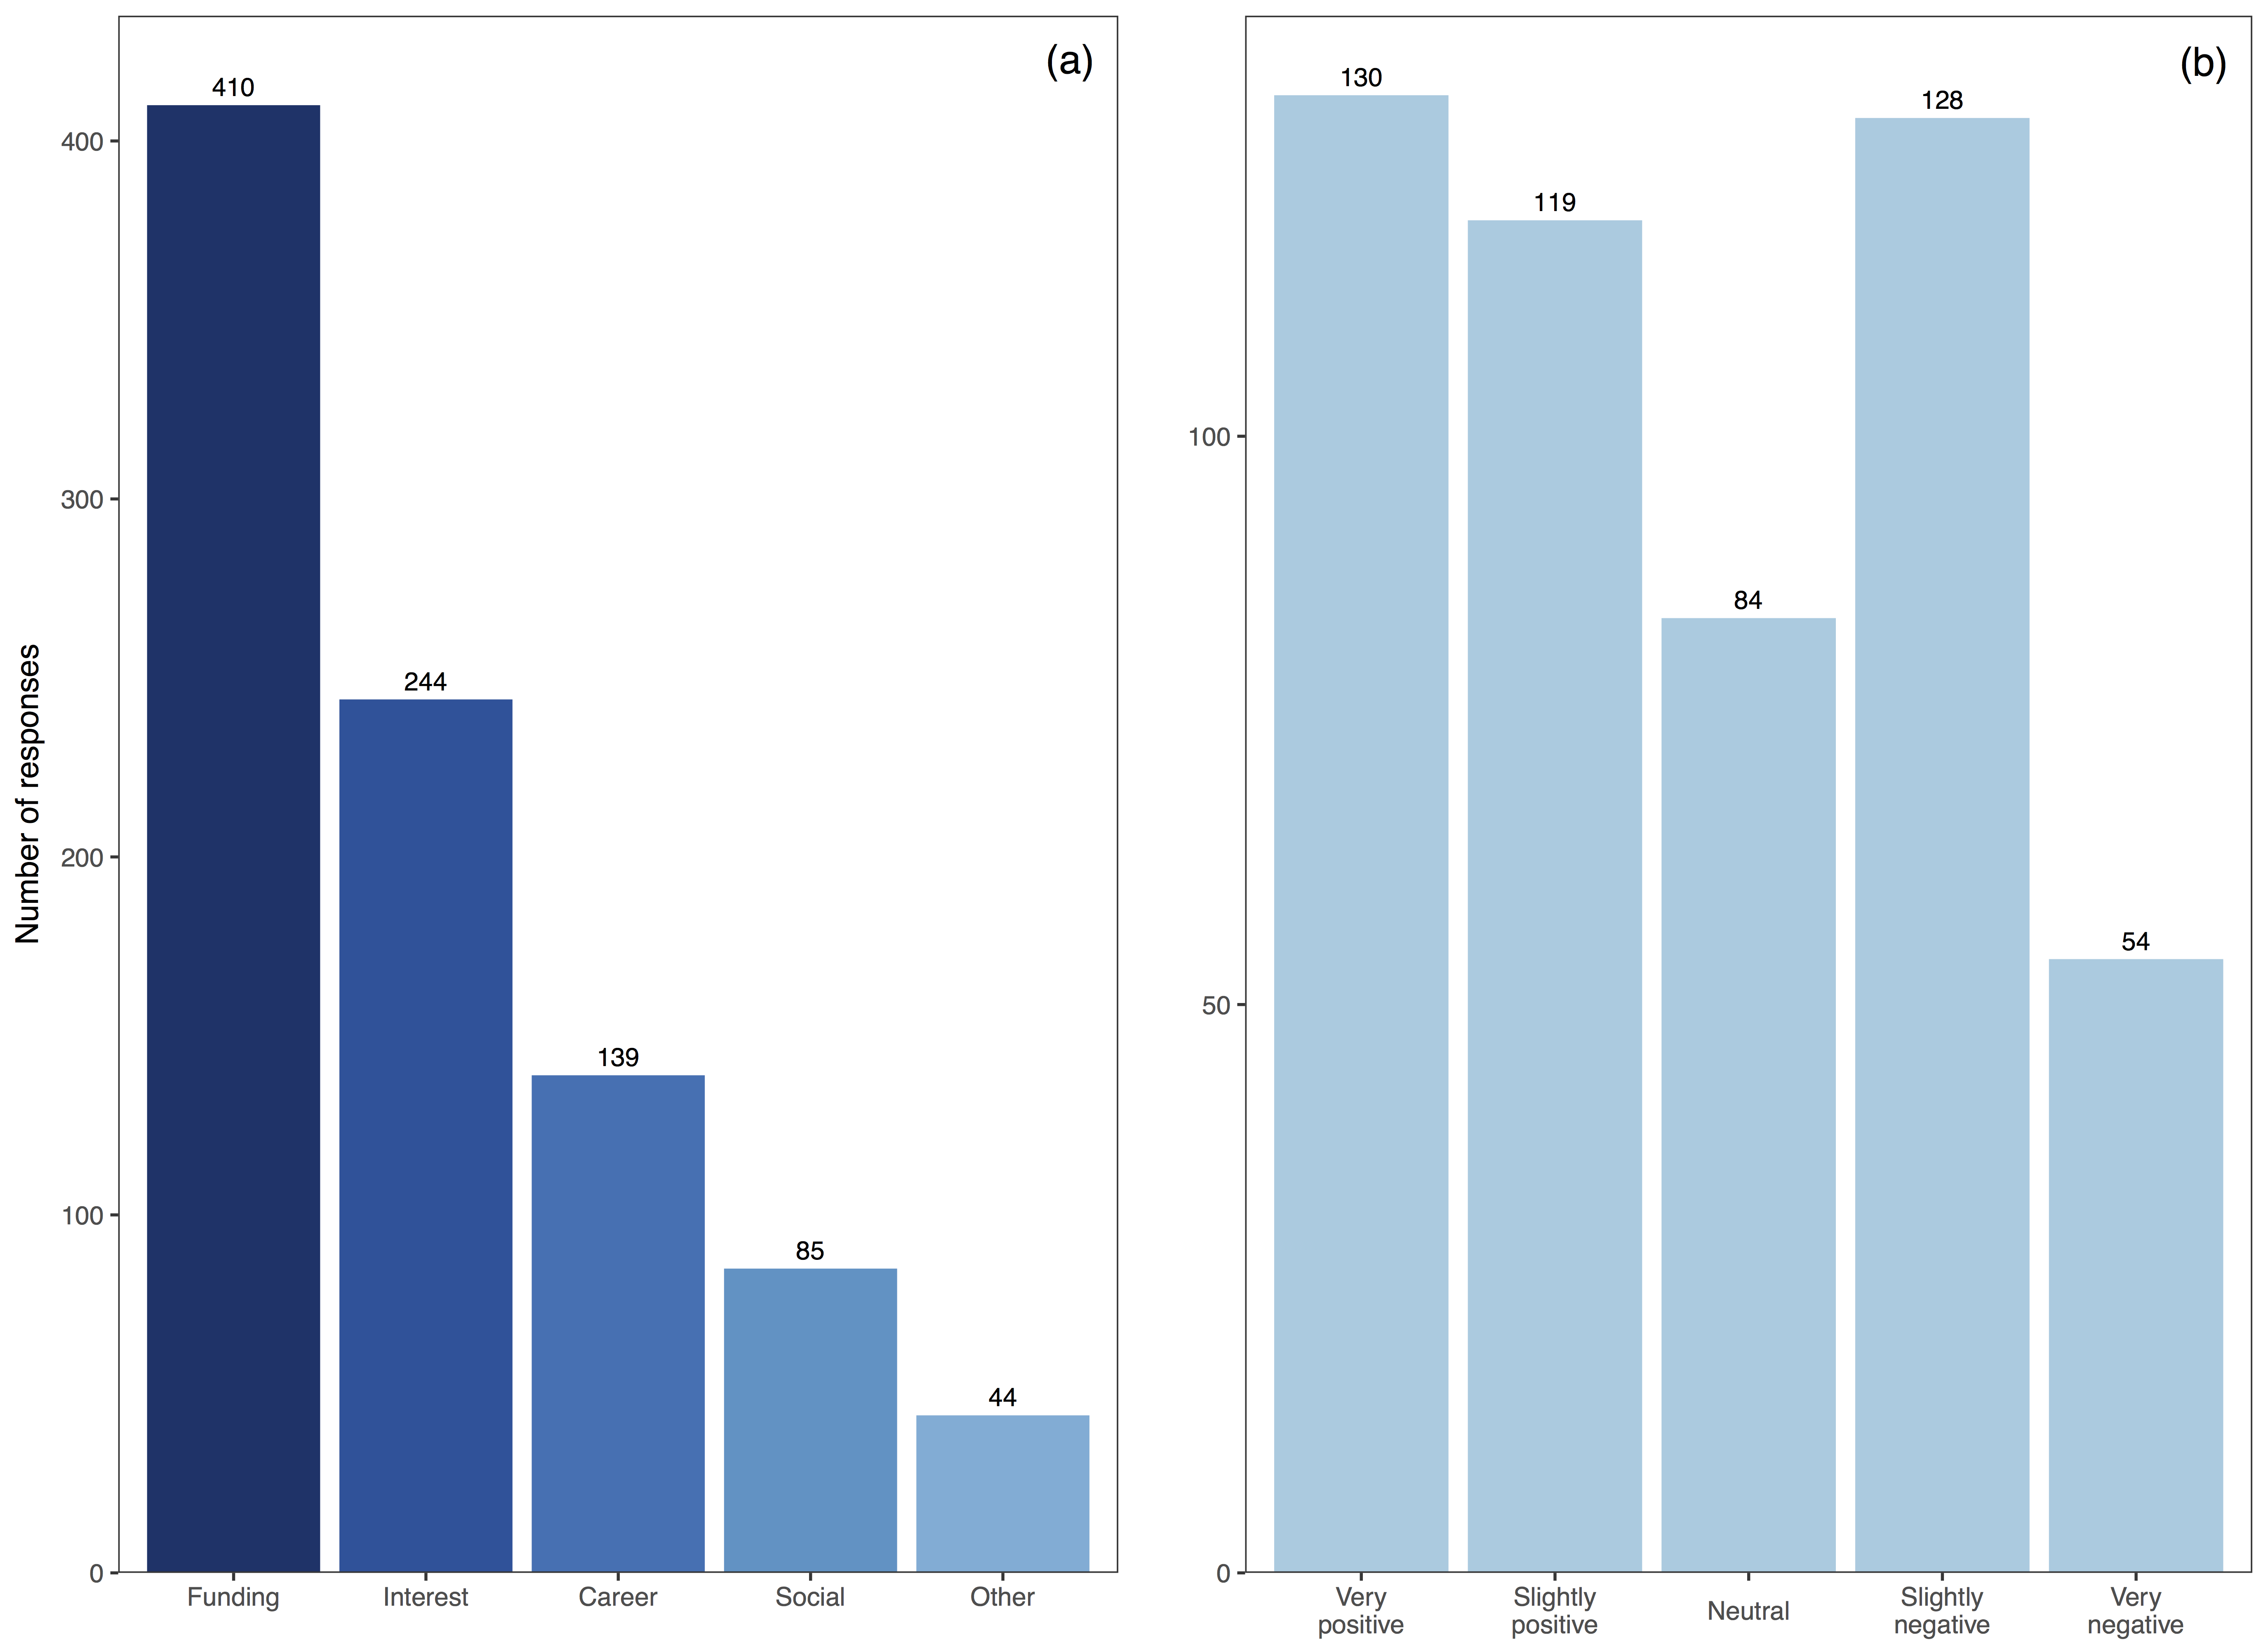 (a)
Number of responses
400
300
200
100
0
410
244
139
85
44
Funding
Interest
Career
Social
Other
(b)
100
50
0
130
119
84
128
54
Very
positive
Slightly
positive
Neutral
Slightly
negative
Very
negative